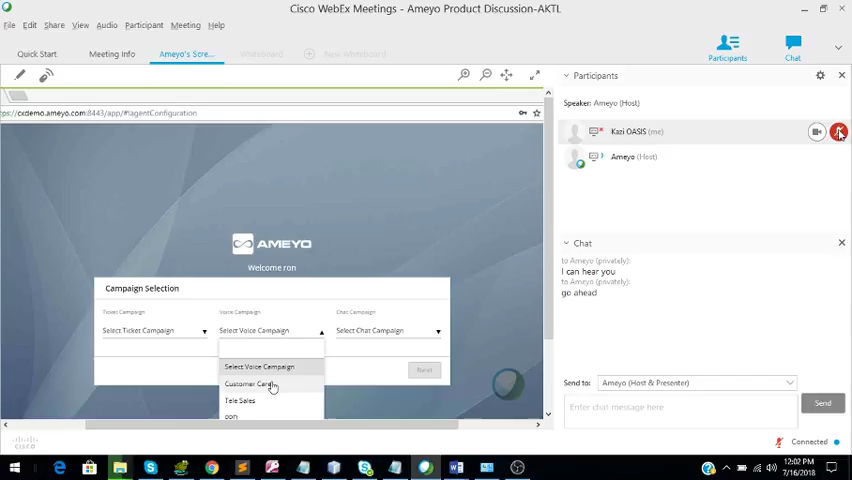 Cisco WebEx Meetings - Ameyo Product Discussion-AKTL
File Edit Share View Audio Participant Meeting Help
Quick Start Meeting Info Ameyo's Scre... Whiteboard New Whiteboard
Participants Chat
ps://cxdemo.ameyo.com:8443/app/#!agentConfiguration
AMEYO
Welcome ron
Campaign Selection
Ticket Campaign Voice Campaign Chat Campaign
Select Ticket Campaign Select Voice Campaign Select Chat Campaign
Select Voice Campaign
Customer Care
Tele Sales
Next
Participants
Speaker: Ameyo (Host)
Kazi OASIS (me)
Ameyo (Host)
Chat
to Ameyo (privately):
I can hear you
to Ameyo (privately):
go ahead
Send to: Ameyo (Host & Presenter)
Enter chat message here
Send
cisco
Connected
12:02 PM
7/16/2018